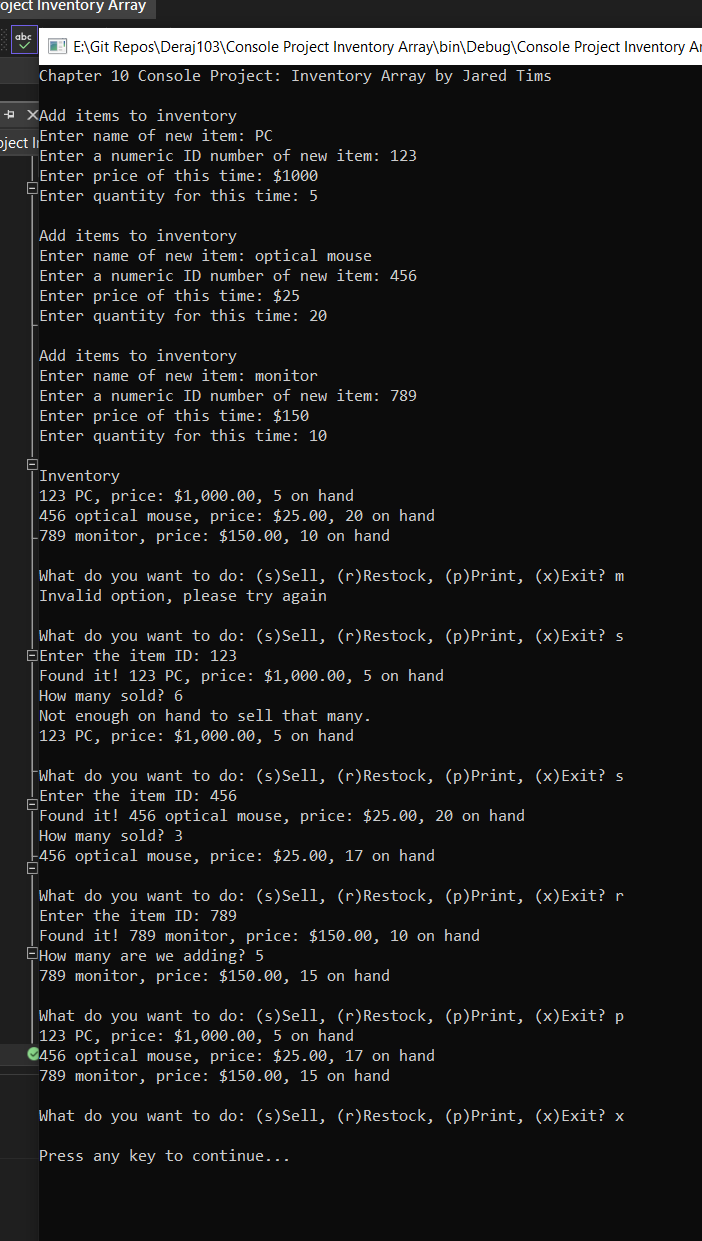 oject Inventory Array
abc
E:\Git Repos\Deraj103\Console Project Inventory Array\bin\Debug\Console Project Inventory Ar
Chapter 10 Console Project: Inventory Array by Jared Tims
oject I
Add items to inventory
Enter name of new item: PC
Enter a numeric ID number of new item: 123
Enter price of this time: $1000
Enter quantity for this time: 5
Add items to inventory
Enter name of new item: optical mouse
Enter a numeric ID number of new item: 456
Enter price of this time: $25
Enter quantity for this time: 20
Add items to inventory
Enter name of new item: monitor
Enter a numeric ID number of new item: 789
Enter price of this time: $150
Enter quantity for this time: 10
Inventory
123 PC, price: $1,000.00, 5 on hand
456 optical mouse, price: $25.00, 20 on hand
789 monitor, price: $150.00, 10 on hand
What do you want to do: (s)Sell, (r)Restock, (p)Print, (x)Exit? m
Invalid option, please try again
What do you want to do: (s)Sell, (r)Restock, (p)Print, (x)Exit? s
Enter the item ID: 123
Found it! 123 PC, price: $1,000.00, 5 on hand
How many sold? 6
Not enough on hand to sell that many.
123 PC, price: $1,000.00, 5 on hand
What do you want to do: (s)Sell, (r)Restock, (p)Print, (x)Exit? s
Enter the item ID: 456
Found it! 456 optical mouse, price: $25.00, 20 on hand
How many sold? 3
456 optical mouse, price: $25.00, 17 on hand
What do you want to do: (s)Sell, (r)Restock, (p)Print, (x)Exit? r
Enter the item ID: 789
Found it! 789 monitor, price: $150.00, 10 on hand
How many are we adding? 5
789 monitor, price: $150.00, 15 on hand
What do you want to do: (s)Sell, (r)Restock, (p)Print, (x)Exit? p
123 PC, price: $1,000.00, 5 on hand
456 optical mouse, price: $25.00, 17 on hand
789 monitor, price: $150.00, 15 on hand
What do you want to do: (s)Sell, (r)Restock, (p)Print, (x)Exit? x
Press any key to continue...